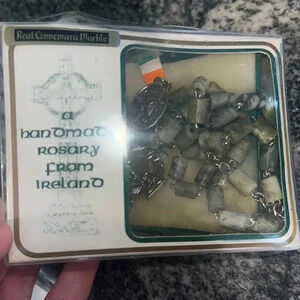 Real Connemara Marble
a
handmade
rosary
from
ireland